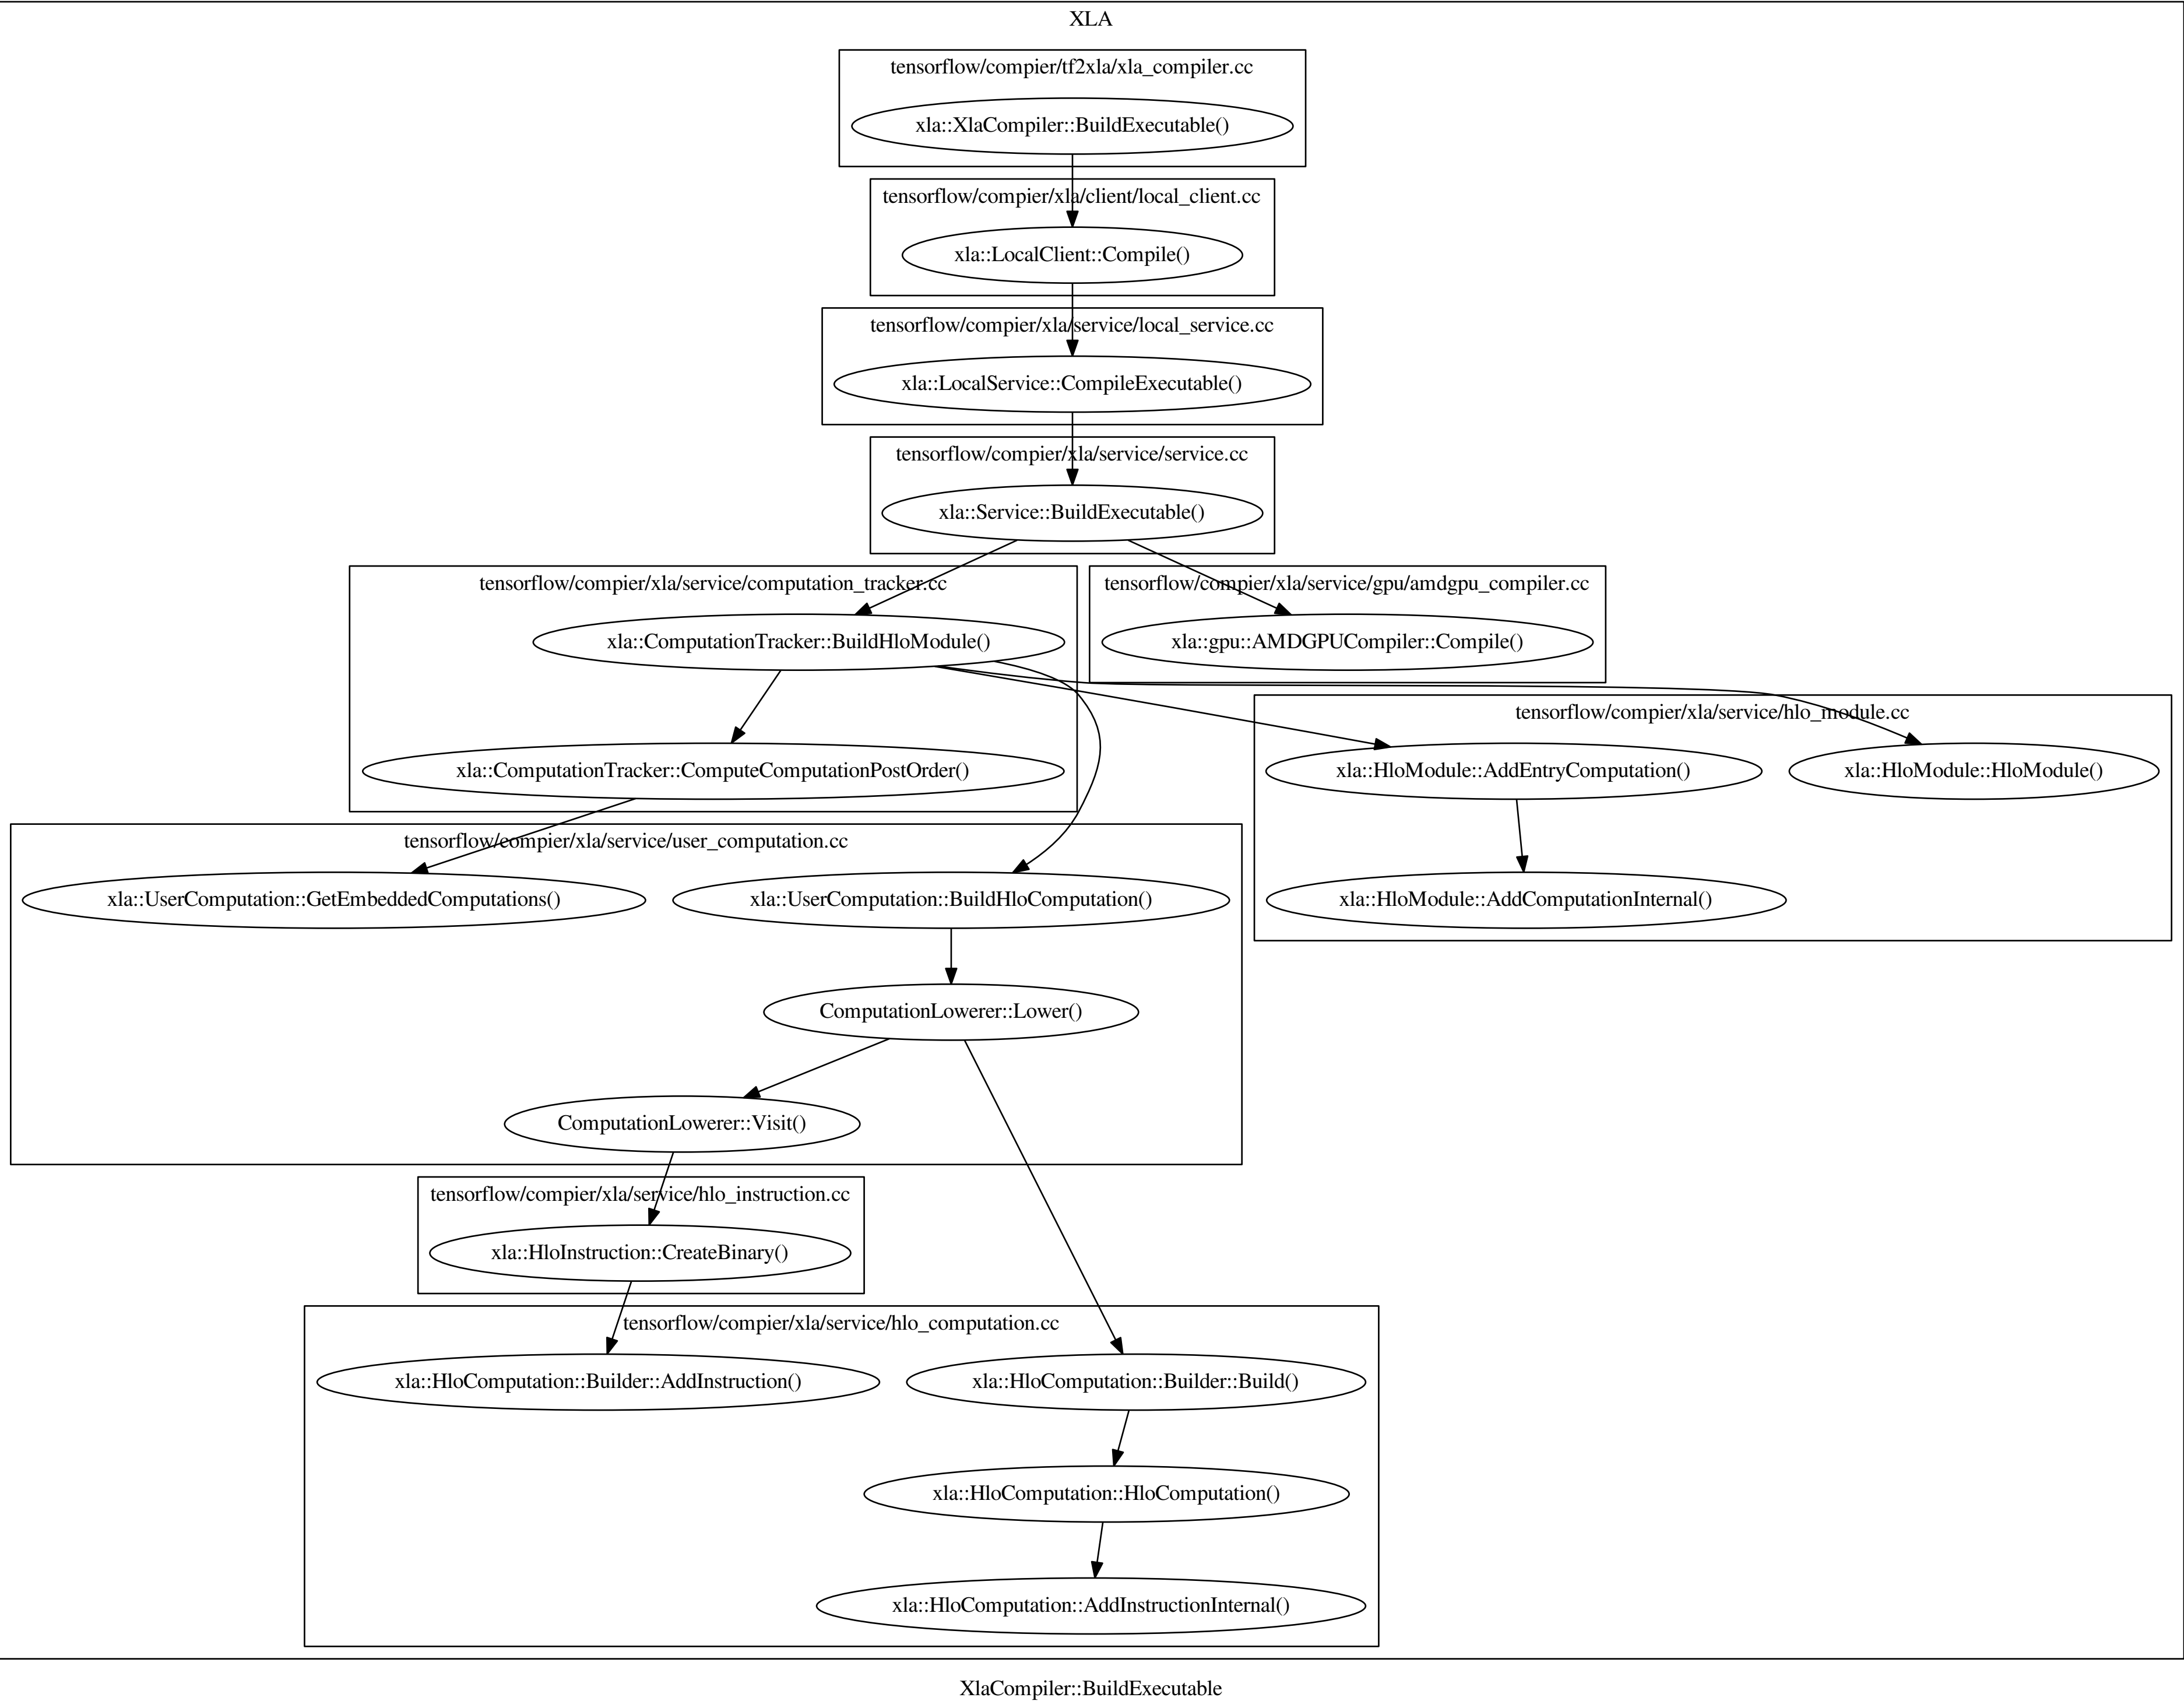 XLA
tensorflow/compier/tf2xla/xla_compiler.cc
xla::XlaCompiler::BuildExecutable()
tensorflow/compier/xla/client/local_client.cc
xla::LocalClient::Compile()
tensorflow/compier/xla/service/local_service.cc
xla::LocalService::CompileExecutable()
tensorflow/compier/xla/service/service.cc
xla::Service::BuildExecutable()
tensorflow/compier/xla/service/computation_tracker.cc
tensorflow/compier/xla/service/gpu/amdgpu_compiler.cc
xla::ComputationTracker::BuildHloModule()
xla::gpu::AMDGPUCompiler::Compile()
tensorflow/compier/xla/service/hlo_module.cc
xla::ComputationTracker::ComputeComputationPostOrder()
xla::HloModule::AddEntryComputation()
xla::HloModule::HloModule()
tensorflow/compier/xla/service/user_computation.cc
xla::UserComputation::GetEmbeddedComputations()
xla::UserComputation::BuildHloComputation()
xla::HloModule::AddComputationInternal()
ComputationLowerer::Lower()
ComputationLowerer::Visit()
tensorflow/compier/xla/service/hlo_instruction.cc
xla::HloInstruction::CreateBinary()
tensorflow/compier/xla/service/hlo_computation.cc
xla::HloComputation::Builder::AddInstruction()
xla::HloComputation::Builder::Build()
xla::HloComputation::HloComputation()
xla::HloComputation::AddInstructionInternal()
XlaCompiler::BuildExecutable